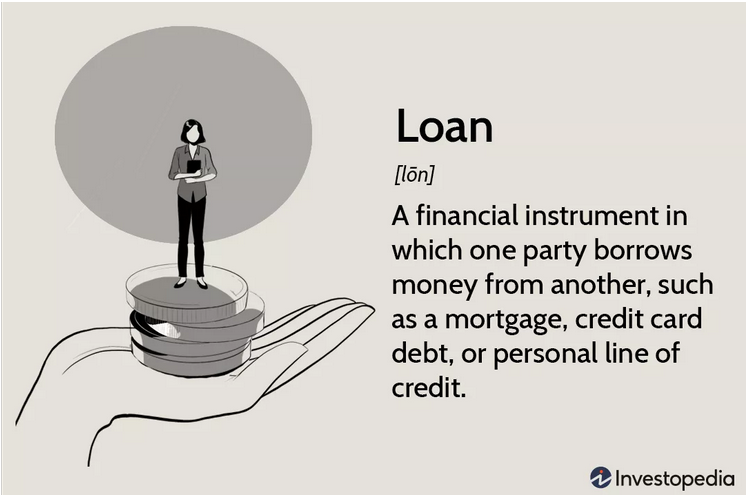 Loan
[lōn]
A financial instrument in
which one party borrows
money from another, such
as a mortgage, credit card
debt, or personal line of
credit.
Investopedia